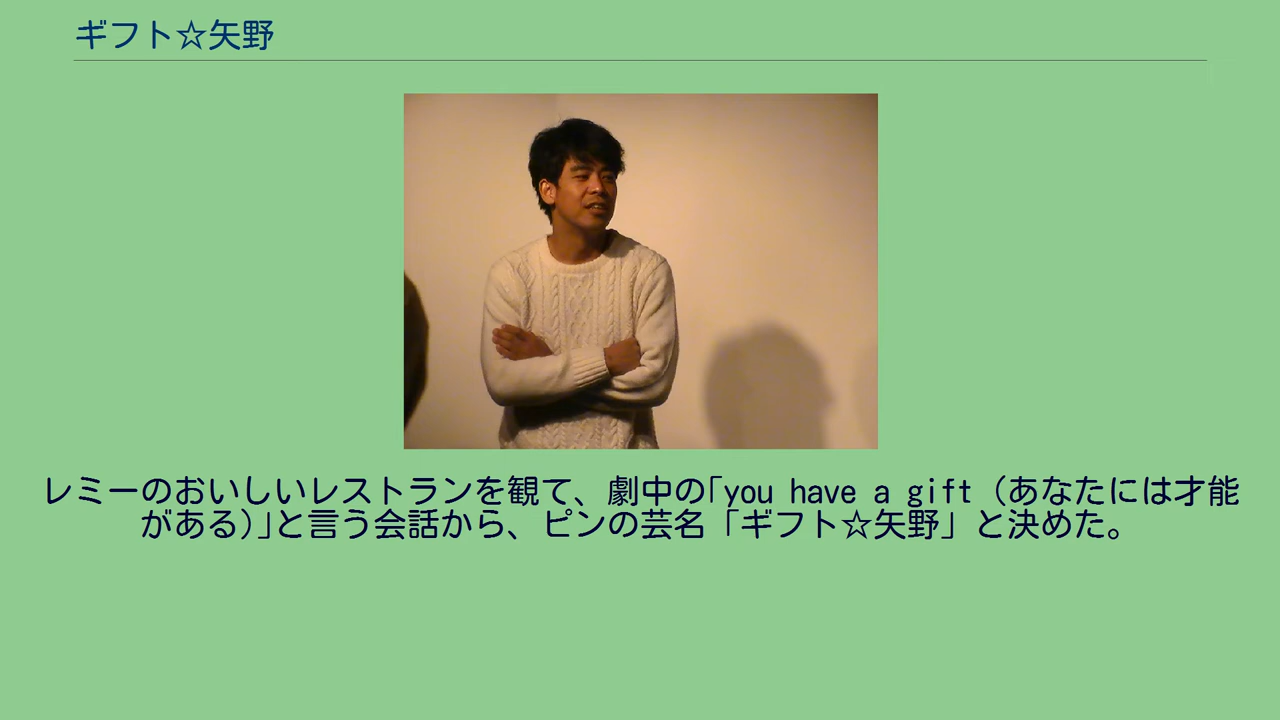 ギフト☆矢野
レミーのおいしいレストランを観て、劇中の｢you have a gift (あなたには才能
がある)｣と言う会話から、ピンの芸名「ギフト☆矢野」と決めた。